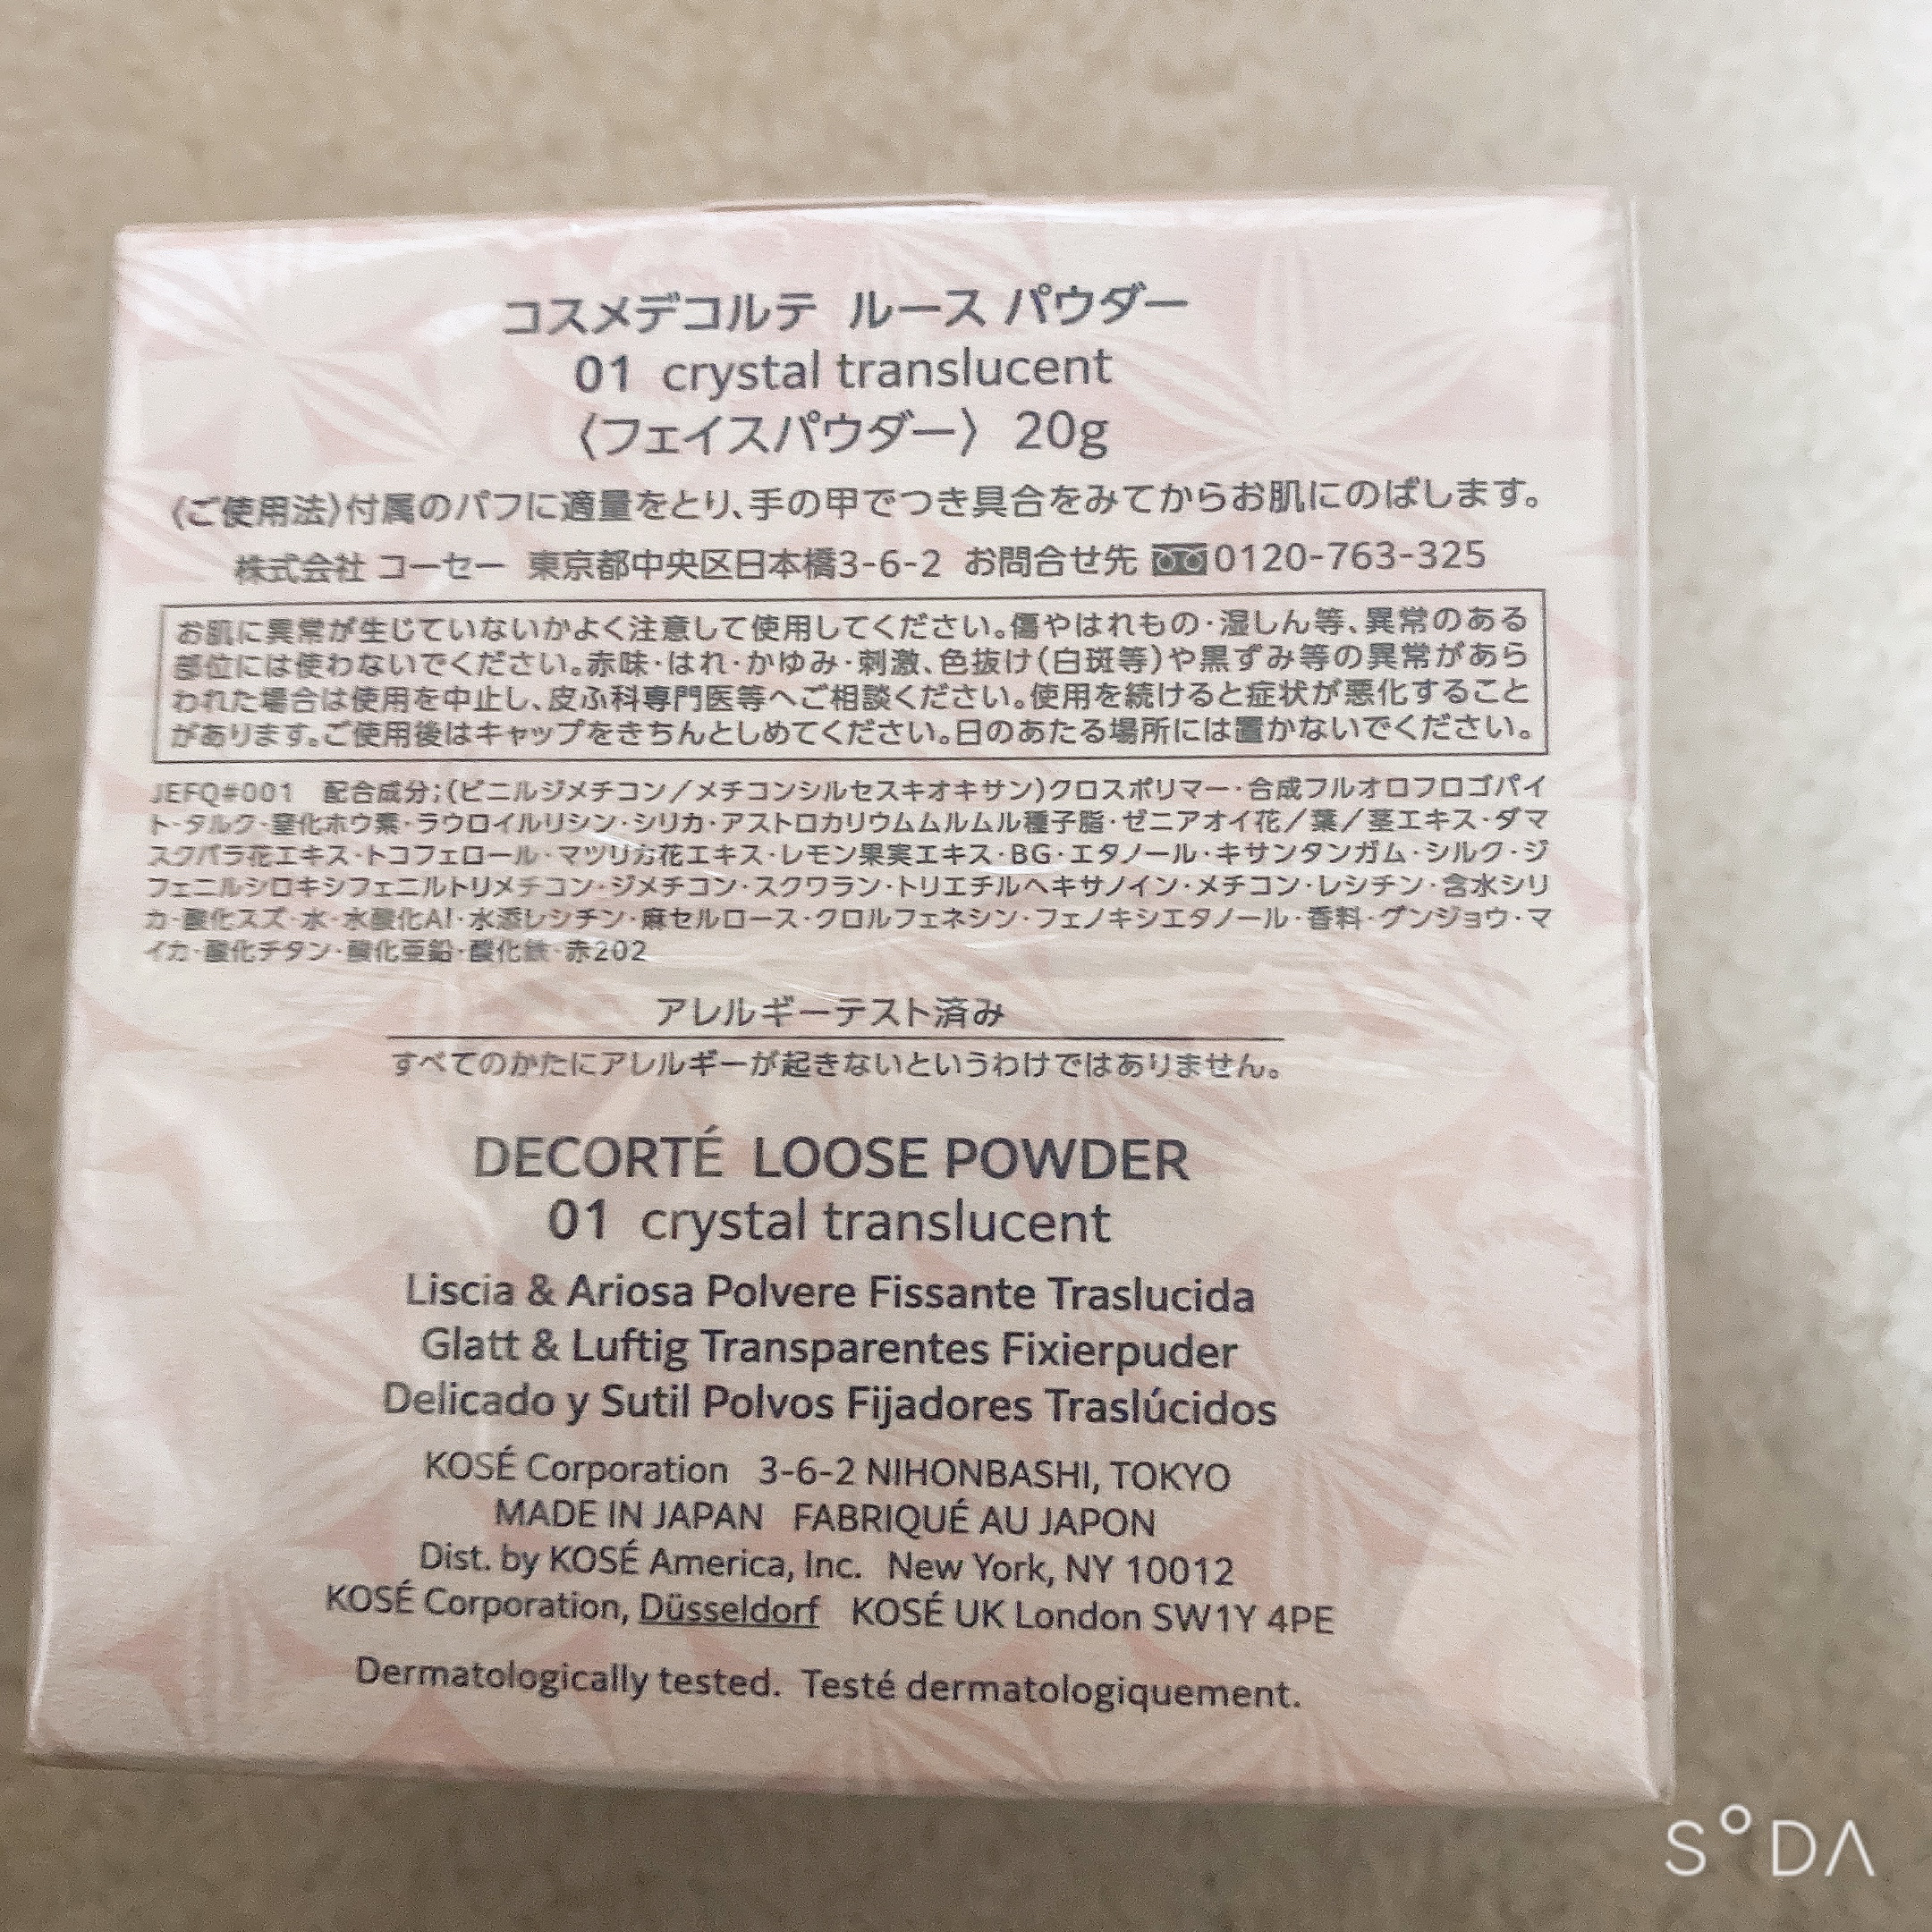 コスメデコルテ ルース パウダー
01 crystal translucent
〈フェイスパウダー〉 20g
〈ご使用法〉付属のパフに適量をとり、手の甲でつき具合をみてからお肌にのばします。
株式会社 コーセー 東京都中央区日本橋3-6-2 お問合せ先 0120-763-325
お肌に異常が生じていないかよく注意して使用してください。傷やはれもの・湿しん等、異常のある
部位には使わないでください。赤味・はれ・かゆみ・刺激、色抜け(白斑等)や黒ずみ等の異常があら
われた場合は使用を中止し、皮ふ科専門医等へご相談ください。使用を続けると症状が悪化すること
があります。ご使用後はキャップをきちんとしめてください。日のあたる場所には置かないでください。
JEFQ#001 配合成分;(ビニルジメチコン/メチコンシルセスキオキサン)クロスポリマー・合成フルオロフロゴパイ
ト・タルク・窒化ホウ素・ラウロイルリシン・シリカ・アストロカリウムムルムル種子脂・ゼニアオイ花/葉/茎エキス・ダマ
スクバラ花エキス・トコフェロール・マツリカ花エキス・レモン果実エキス・BG・エタノール・キサンタンガム・シルク・ジ
フェニルシロキシフェニルトリメチコン・ジメチコン・スクワラン・トリエチルヘキサノイン・メチコン・レシチン・含水シリ
カ・酸化スズ・水・水酸化Al・水添レシチン・麻セルロース・クロルフェネシン・フェノキシエタノール・香料・グンジョウ・マ
イカ・酸化チタン・酸化亜鉛・酸化鉄・赤202
アレルギーテスト済み
すべてのかたにアレルギーが起きないというわけではありません。
DECORTÉ LOOSE POWDER
01 crystal translucent
Liscia & Ariosa Polvere Fissante Traslucida
Glatt & Luftig Transparentes Fixierpuder
Delicado y Sutil Polvos Fijadores Traslúcidos
KOSÉ Corporation 3-6-2 NIHONBASHI, TOKYO
MADE IN JAPAN FABRIQUÉ AU JAPON
Dist. by KOSÉ America, Inc. New York, NY 10012
KOSÉ Corporation, Düsseldorf KOSÉ UK London SW1Y 4PE
Dermatologically tested. Testé dermatologiquement.
SODA